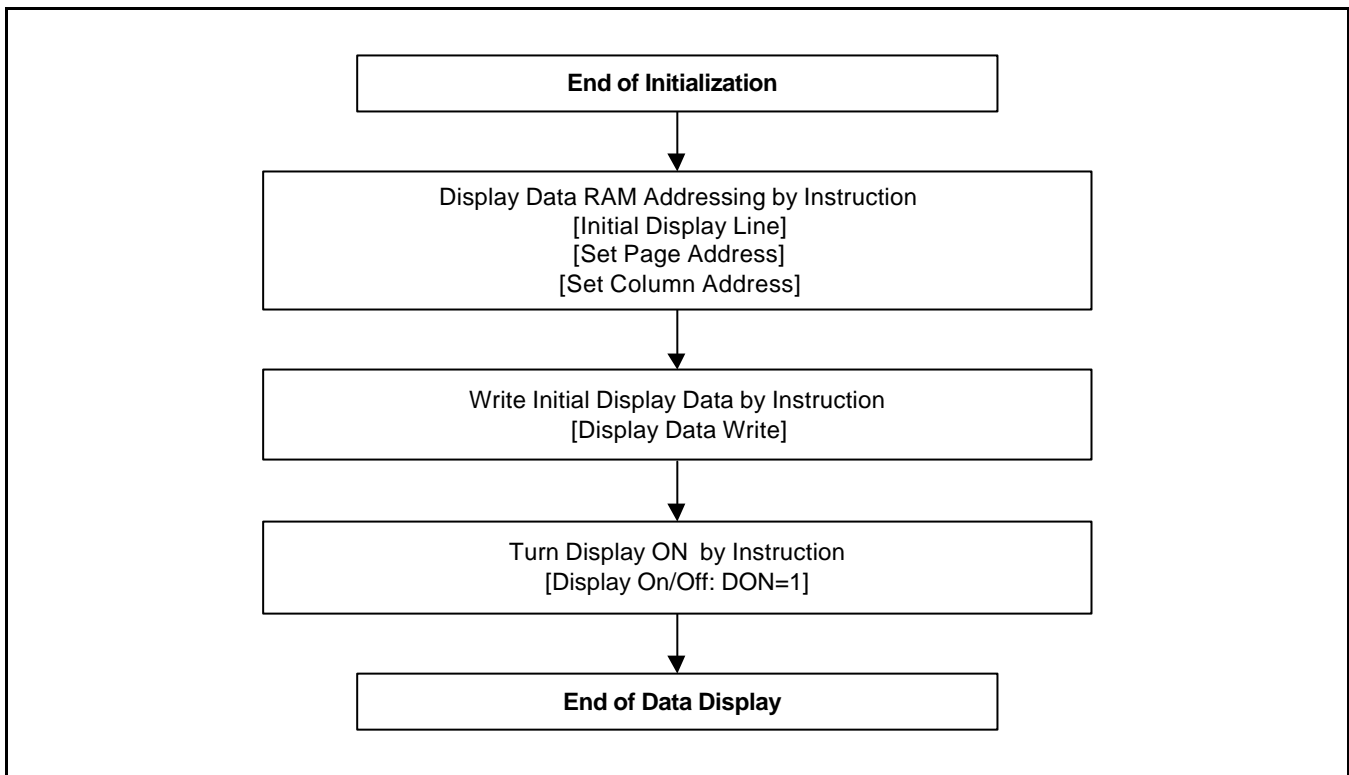 End of Initialization
Display Data RAM Addressing by Instruction
[Initial Display Line]
[Set Page Address]
[Set Column Address]
Write Initial Display Data by Instruction
[Display Data Write]
Turn Display ON by Instruction
[Display On/Off: DON=1]
End of Data Display